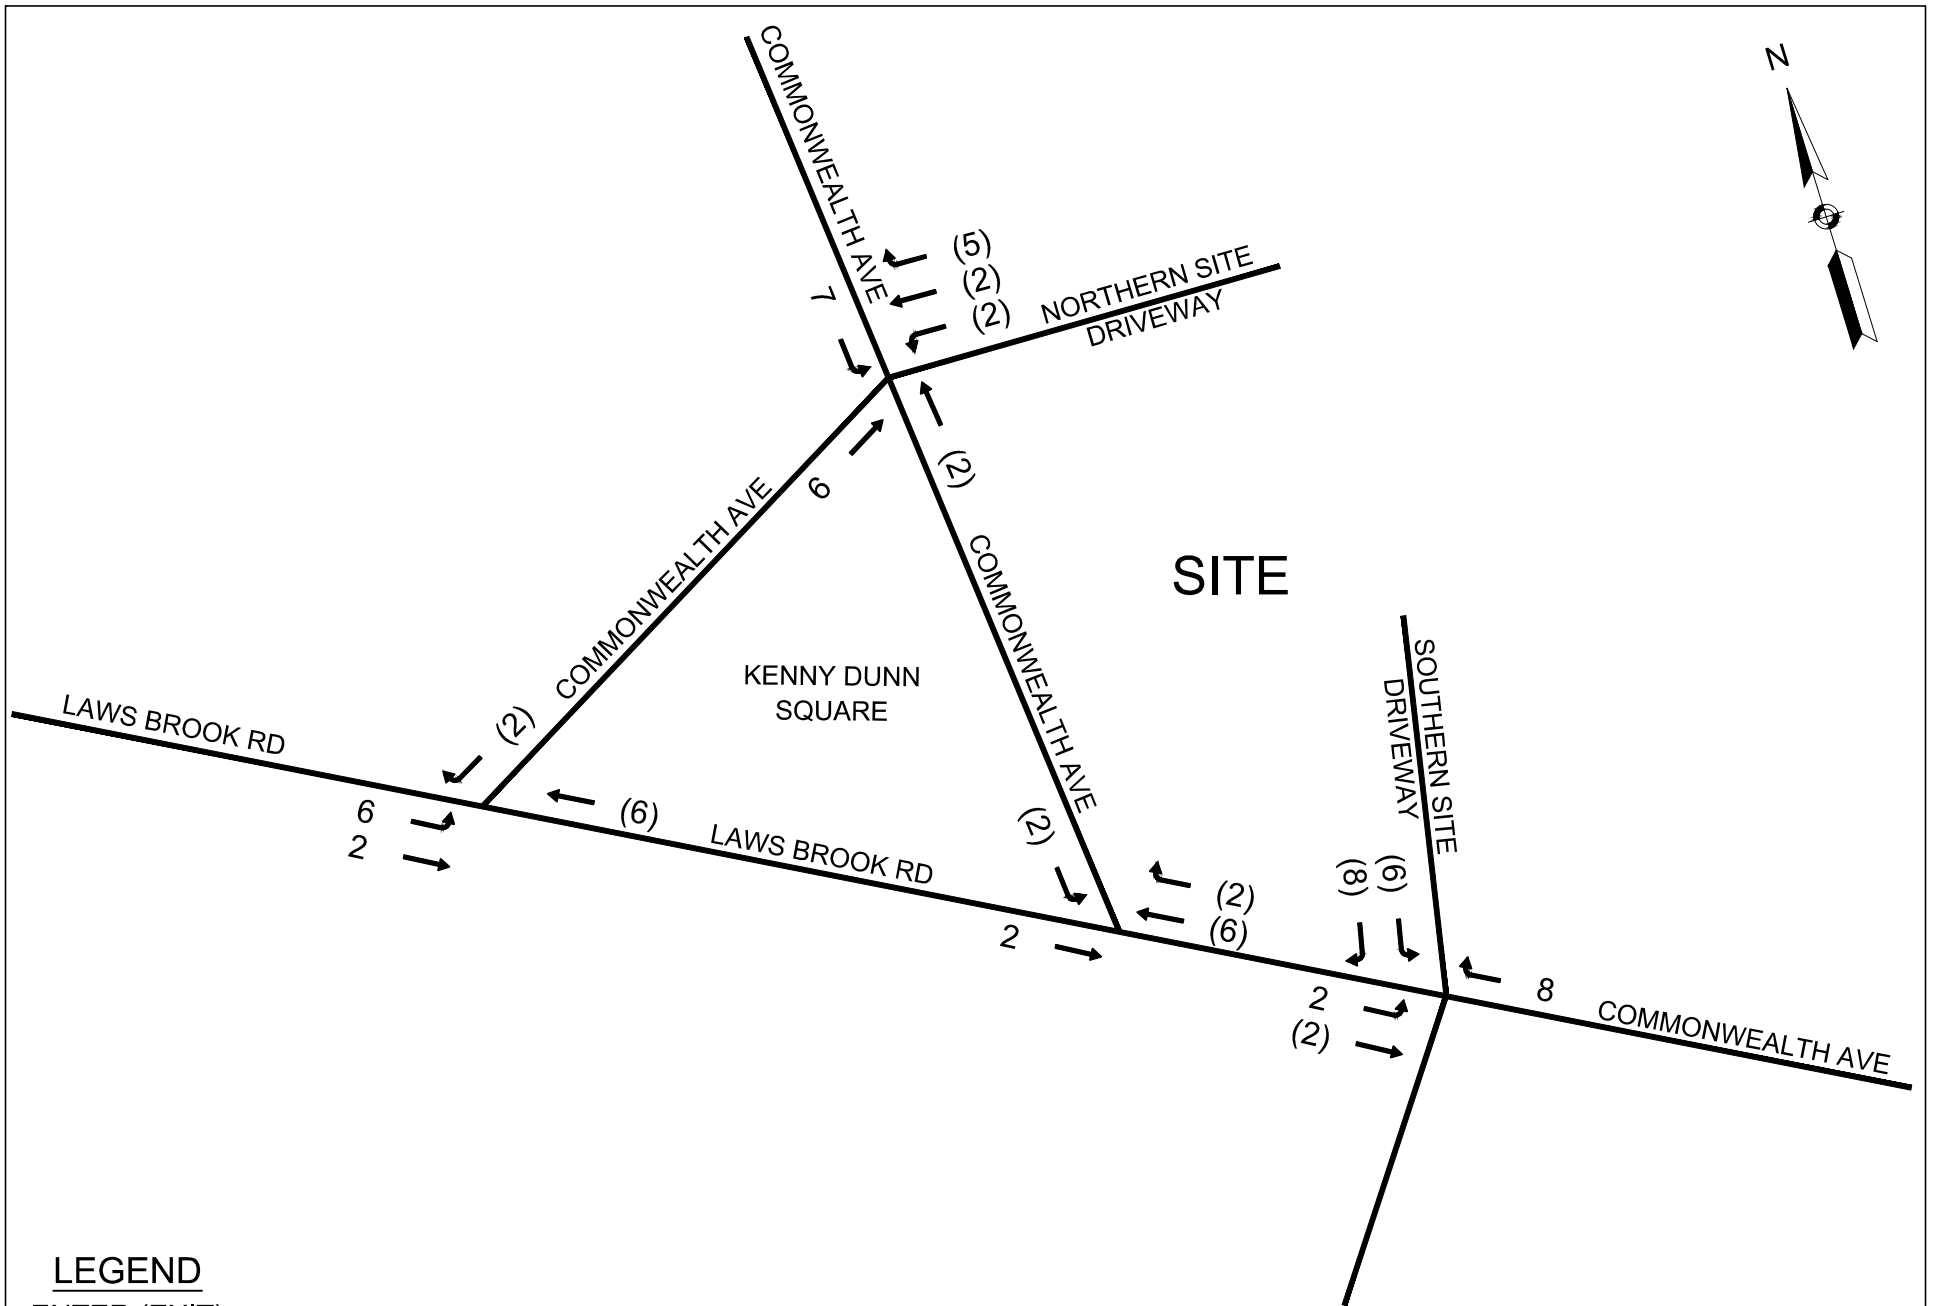 N
COMMONWEALTH AVE
(5)
(2)
(2)
7
NORTHERN SITE
DRIVEWAY
6
(2)
COMMONWEALTH AVE
COMMONWEALTH AVE
SITE
KENNY DUNN
SQUARE
SOUTHERN SITE
DRIVEWAY
LAWS BROOK RD
(2)
6
2
(6)
LAWS BROOK RD
(2)
2
(2)
(6)
(8)
(6)
2
(2)
8
COMMONWEALTH AVE
LEGEND
ENTER (EXIT)